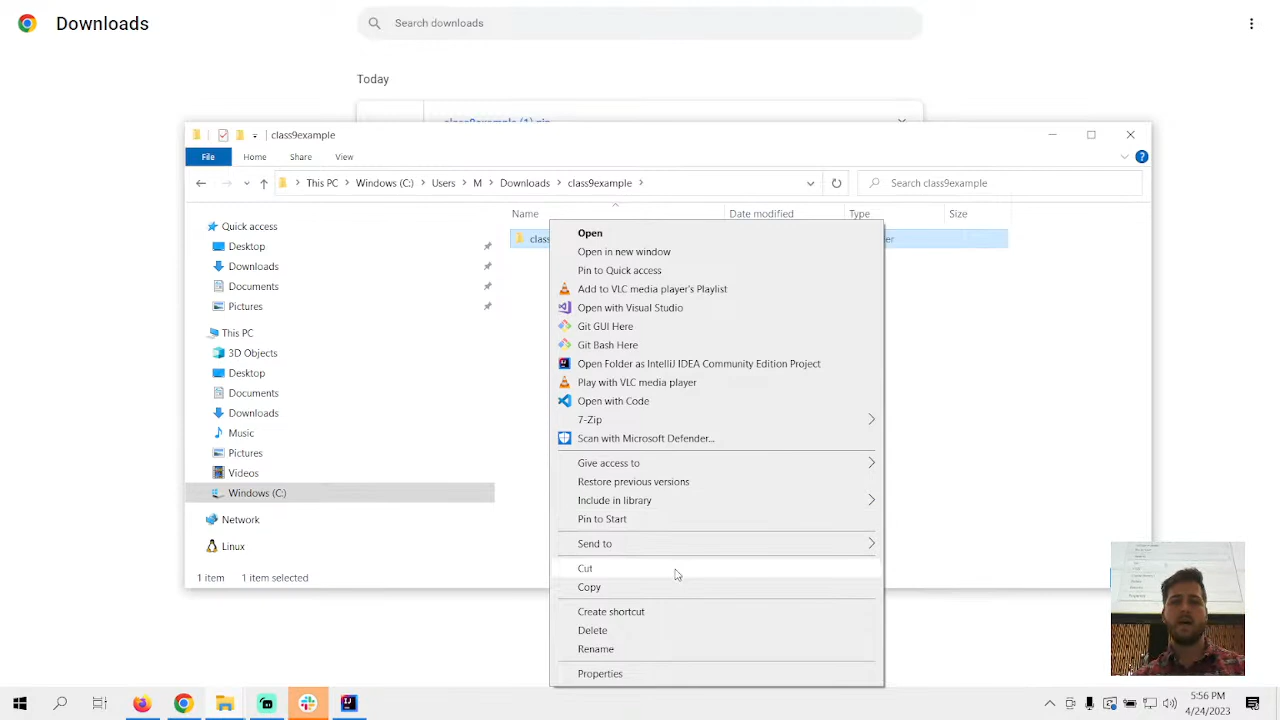 Downloads
Search downloads
Today
class9example (1).zip
class9example
File Home Share View
This PC Windows (C:) Users M Downloads class9example
Search class9example
Name Date modified Type Size
Quick access
Desktop
Downloads
Documents
Pictures
This PC
3D Objects
Desktop
Documents
Downloads
Music
Pictures
Videos
Windows (C:)
Network
Linux
1 item 1 item selected
Open
Open in new window
Pin to Quick access
Add to VLC media player's Playlist
Open with Visual Studio
Git GUI Here
Git Bash Here
Open Folder as IntelliJ IDEA Community Edition Project
Play with VLC media player
Open with Code
7-Zip
Scan with Microsoft Defender...
Give access to
Restore previous versions
Include in library
Pin to Start
Send to
Cut
Copy
Create shortcut
Delete
Rename
Properties
5:56 PM
4/24/2023